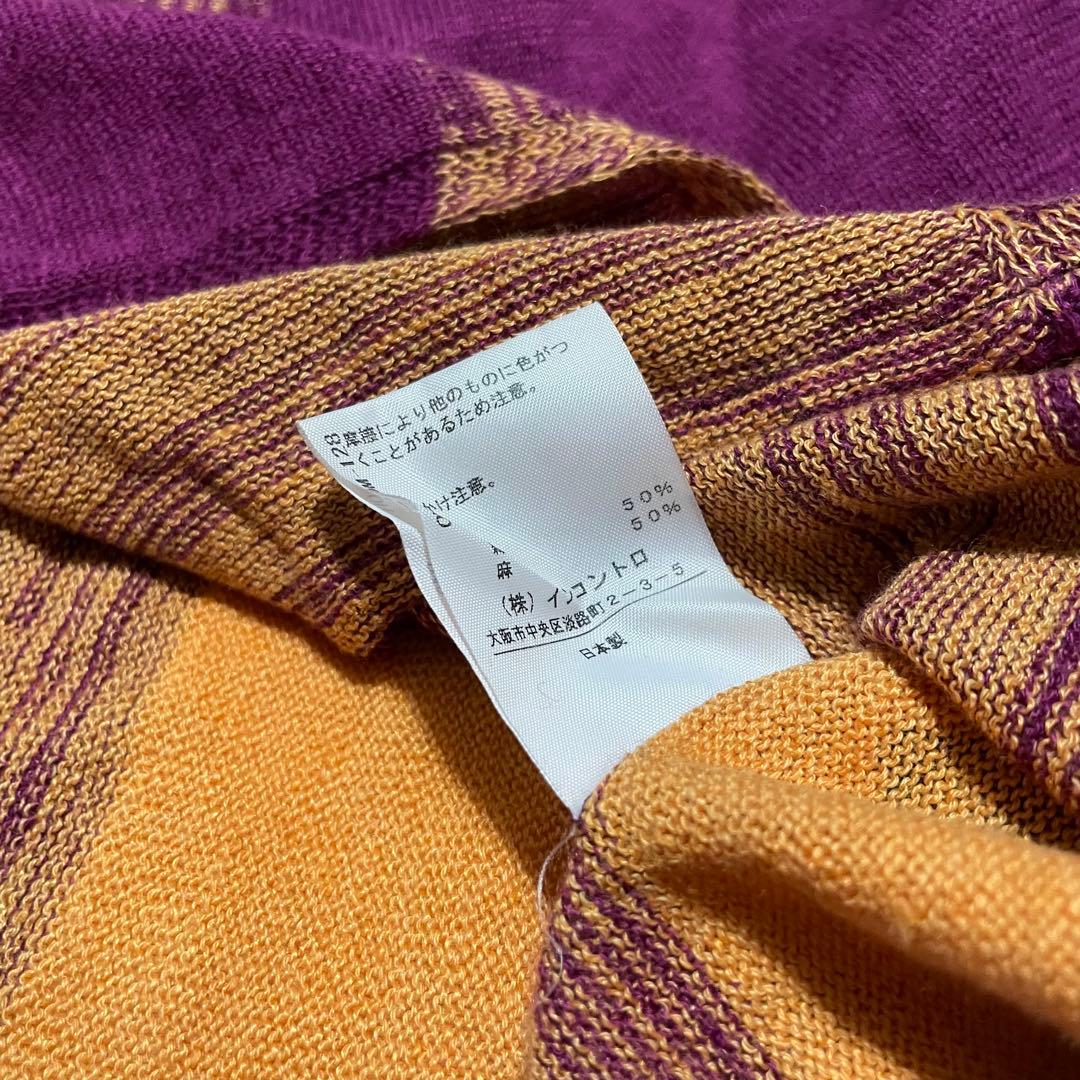 128
摩擦により他のものに色がつ
くことがあるため注意。
け注意。
50%
50%
(株) インコントロ
大阪市中央区淡路町2-3-5
日本製